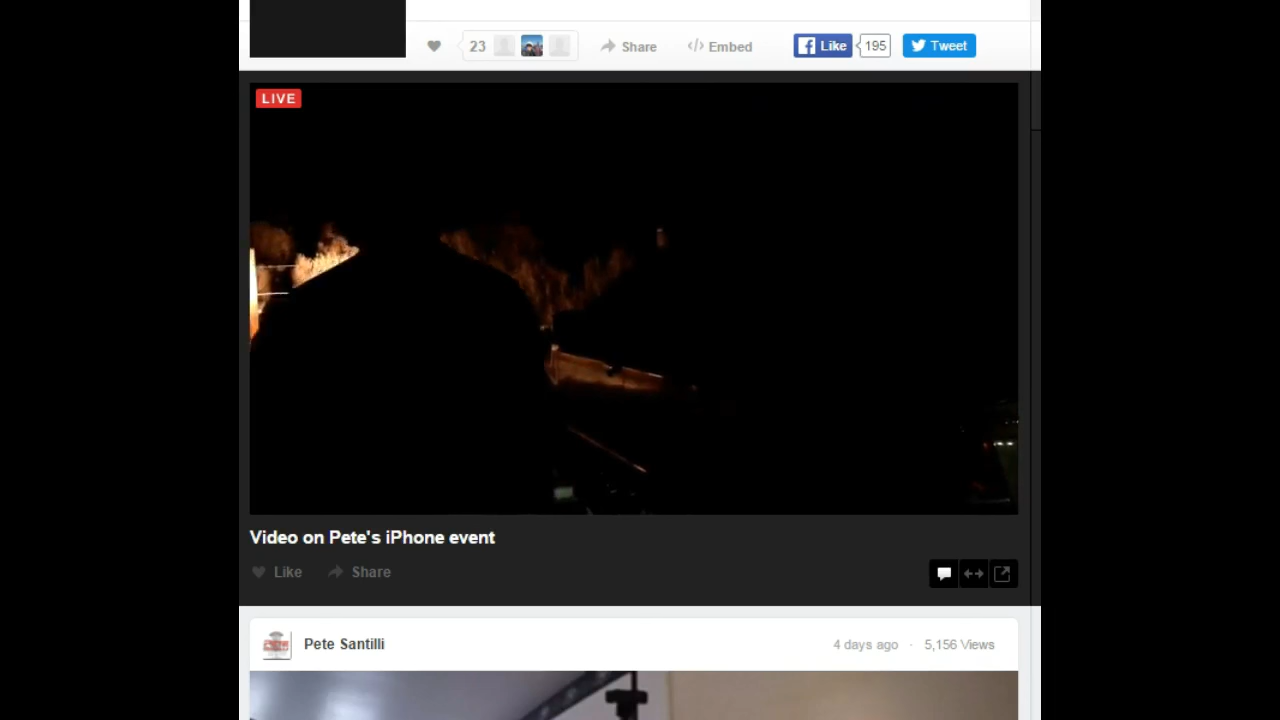 23
Share
Embed
Like
195
Tweet
LIVE
Video on Pete's iPhone event
Like
Share
Pete Santilli
4 days ago · 5,156 Views